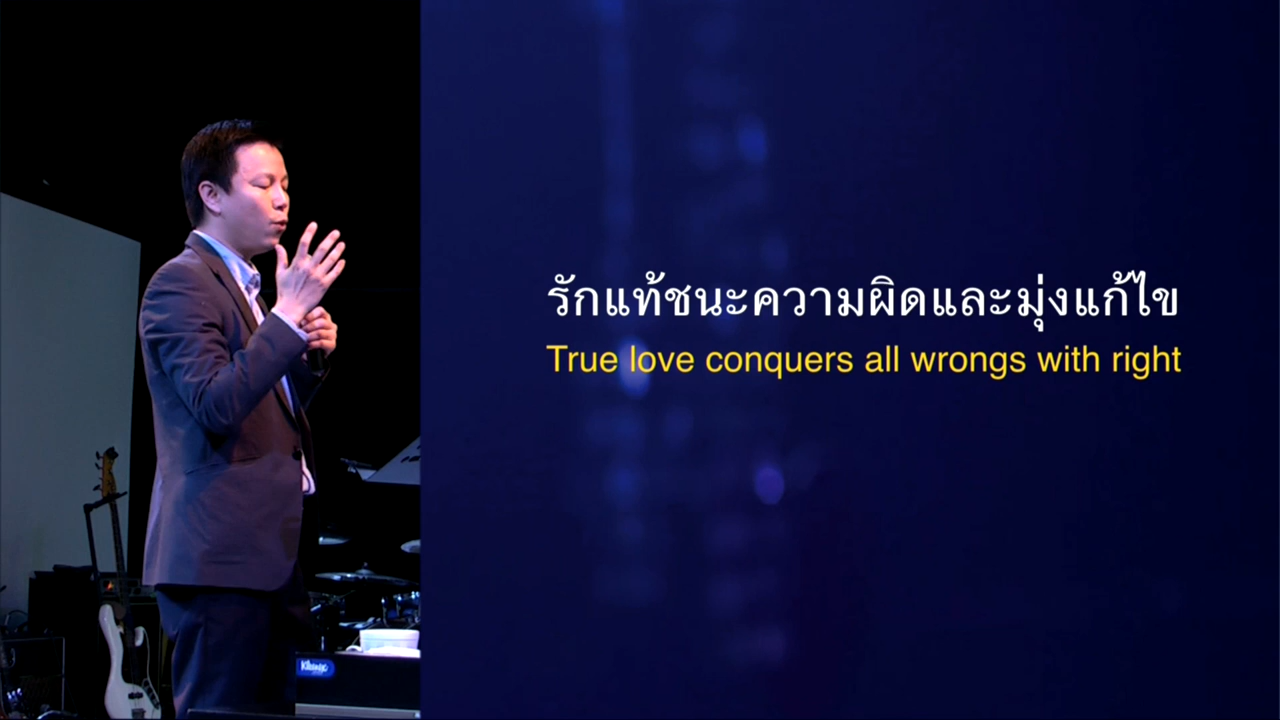 รักแท้ชนะความผิดและมุ่งแก้ไข
True love conquers all wrongs with right
Kleenex